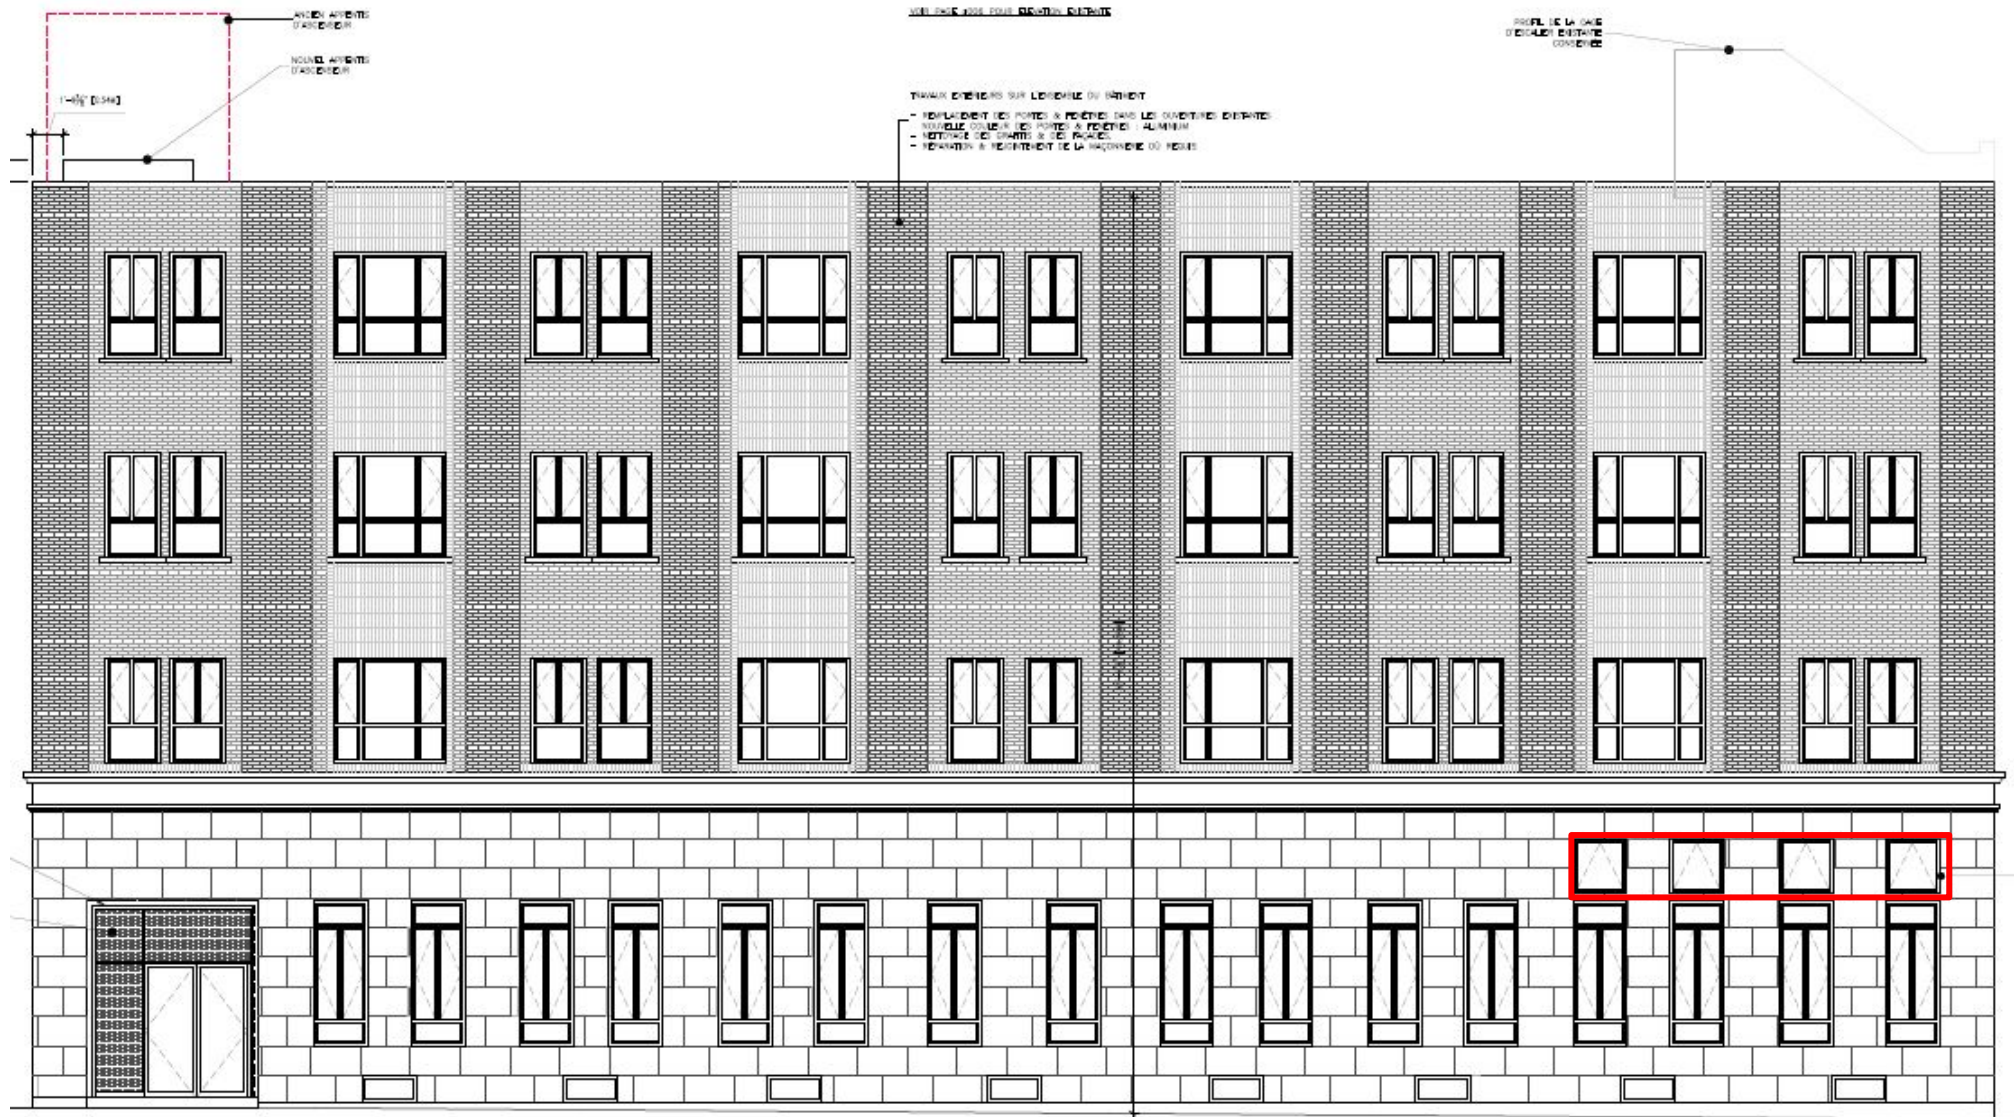 ANCIEN APPENTIS
D'ASCENSEUR
NOUVEL APPENTIS
D'ASCENSEUR
VOIR PAGE POUR ELEVATION EXISTANTE
PROFIL DE LA CAGE
D'ESCALIER EXISTANTE
CONSERVÉE
TRAVAUX EXTÉRIEURS SUR L'ENSEMBLE DU BÂTIMENT
- REMPLACEMENT DES PORTES & FENÊTRES DANS LES OUVERTURES EXISTANTES
NOUVELLE COULEUR DES PORTES & FENÊTRES : ALUMINIUM
- NETTOYAGE DES GRAFITIS & DES FAÇADES.
- RÉPARATION & REJOINTEMENT DE LA MAÇONNERIE OÙ REQUIS